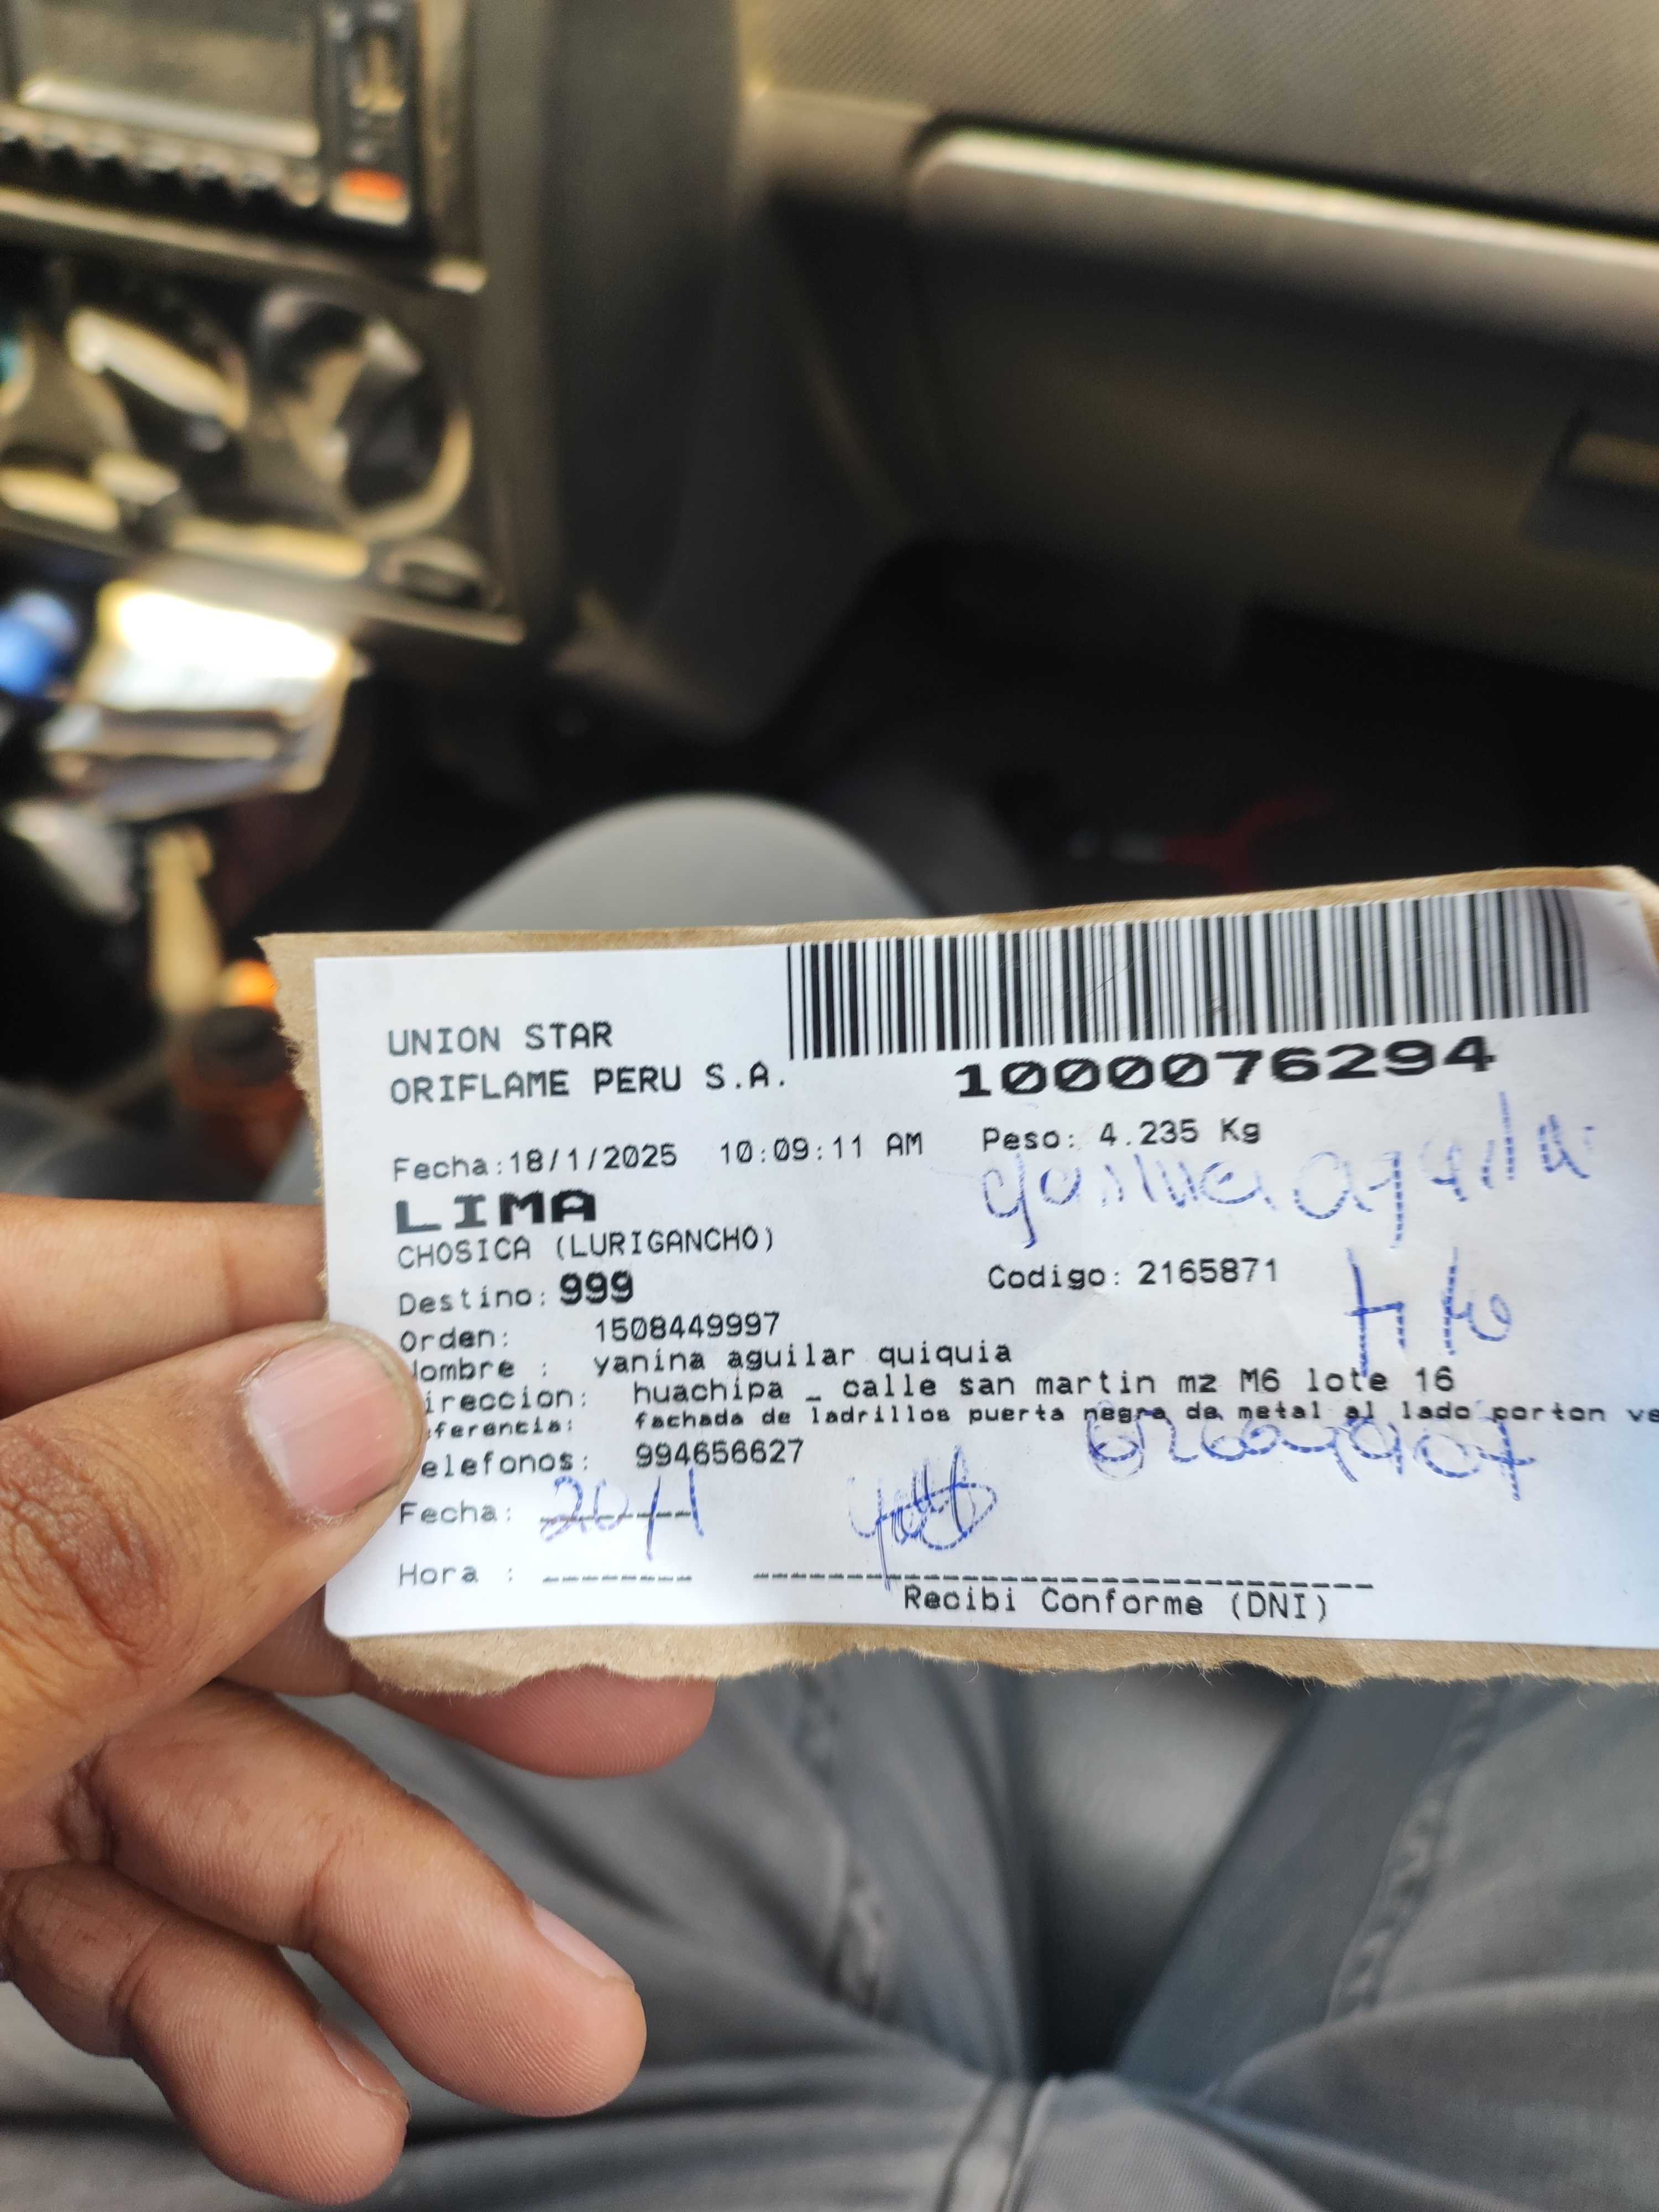 UNION STAR
ORIFLAME PERU S.A.
1000076294
Fecha:18/1/2025 10:09:11 AM Peso: 4.235 Kg
LIMA
CHOSICA (LURIGANCHO)
Destino: 999 Codigo: 2165871
Orden: 1508449997
ombre : yanina aguilar quiquia
ireccion: huachipa _ calle san martin mz M6 lote 16
ferencia: fachada de ladrillos puerta negra de metal al lado porton ve
elefonos: 994656627
Fecha: 20/1
Hora :
Recibi Conforme (DNI)